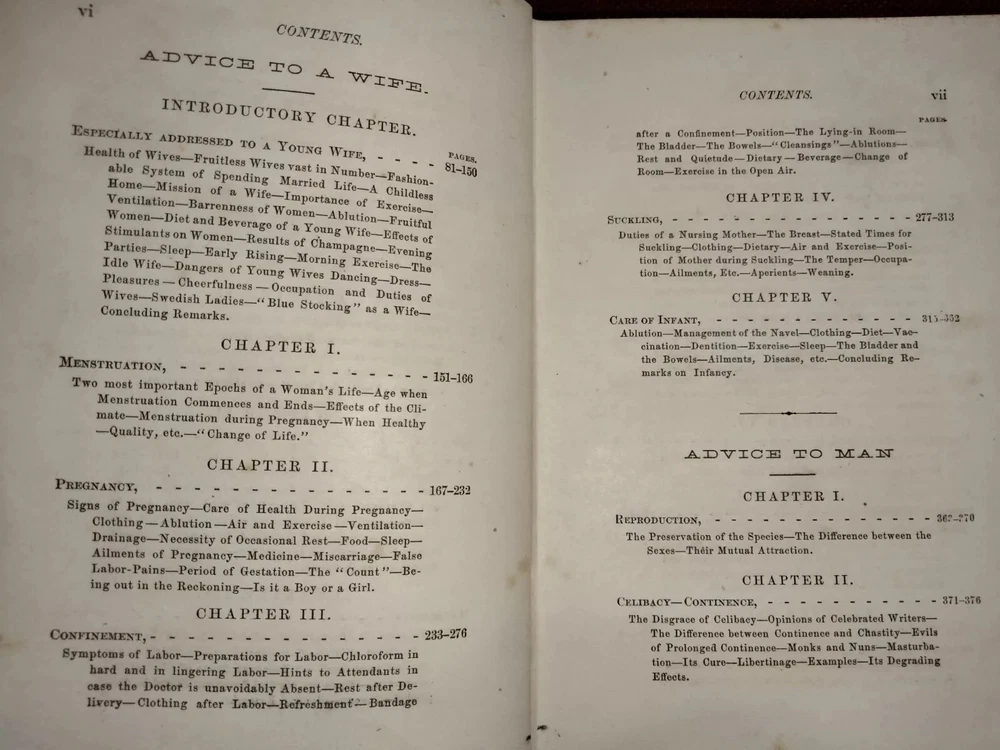 vi
CONTENTS.
ADVICE TO A WIFE.
INTRODUCTORY CHAPTER.
PAGES.
ESPECIALLY ADDRESSED TO A YOUNG WIFE, - - - - 81-150
Health of Wives—Fruitless Wives vast in Number—Fashion-
able System of Spending Married Life—A Childless
Home—Mission of a Wife—Importance of Exercise—
Ventilation—Barrenness of Women—Ablution—Fruitful
Women—Diet and Beverage of a Young Wife—Effects of
Stimulants on Women—Results of Champagne—Evening
Parties—Sleep—Early Rising—Morning Exercise—The
Idle Wife—Dangers of Young Wives Dancing—Dress—
Pleasures—Cheerfulness—Occupation and Duties of
Wives—Swedish Ladies—"Blue Stocking" as a Wife—
Concluding Remarks.
CHAPTER I.
MENSTRUATION, - - - - - - - - - - - - - 151-166
Two most important Epochs of a Woman's Life—Age when
Menstruation Commences and Ends—Effects of the Cli-
mate—Menstruation during Pregnancy—When Healthy
—Quality, etc.—"Change of Life."
CHAPTER II.
PREGNANCY, - - - - - - - - - - - - - - 167-232
Signs of Pregnancy—Care of Health During Pregnancy—
Clothing—Ablution—Air and Exercise—Ventilation—
Drainage—Necessity of Occasional Rest—Food—Sleep—
Ailments of Pregnancy—Medicine—Miscarriage—False
Labor-Pains—Period of Gestation—The "Count"—Be-
ing out in the Reckoning—Is it a Boy or a Girl.
CHAPTER III.
CONFINEMENT, - - - - - - - - - - - - - - 233-276
Symptoms of Labor—Preparations for Labor—Chloroform in
hard and in lingering Labor—Hints to Attendants in
case the Doctor is unavoidably Absent—Rest after De-
livery—Clothing after Labor—Refreshment—Bandage
CONTENTS. vii
PAGES.
after a Confinement—Position—The Lying-in Room—
The Bladder—The Bowels—"Cleansings"—Ablutions—
Rest and Quietude—Dietary—Beverage—Change of
Room—Exercise in the Open Air.
CHAPTER IV.
SUCKLING, - - - - - - - - - - - - - - - 277-313
Duties of a Nursing Mother—The Breast—Stated Times for
Suckling—Clothing—Dietary—Air and Exercise—Posi-
tion of Mother during Suckling—The Temper—Occupa-
tion—Ailments, Etc.—Aperients—Weaning.
CHAPTER V.
CARE OF INFANT, - - - - - - - - - - - -
Ablution—Management of the Navel—Clothing—Diet—Vac-
cination—Dentition—Exercise—Sleep—The Bladder and
the Bowels—Ailments, Disease, etc.—Concluding Re-
marks on Infancy.
ADVICE TO MAN
CHAPTER I.
REPRODUCTION, - - - - - - - - - - - - -
The Preservation of the Species—The Difference between the
Sexes—Their Mutual Attraction.
CHAPTER II.
CELIBACY—CONTINENCE, - - - - - - - - - - 371-376
The Disgrace of Celibacy—Opinions of Celebrated Writers—
The Difference between Continence and Chastity—Evils
of Prolonged Continence—Monks and Nuns—Masturba-
tion—Its Cure—Libertinage—Examples—Its Degrading
Effects.